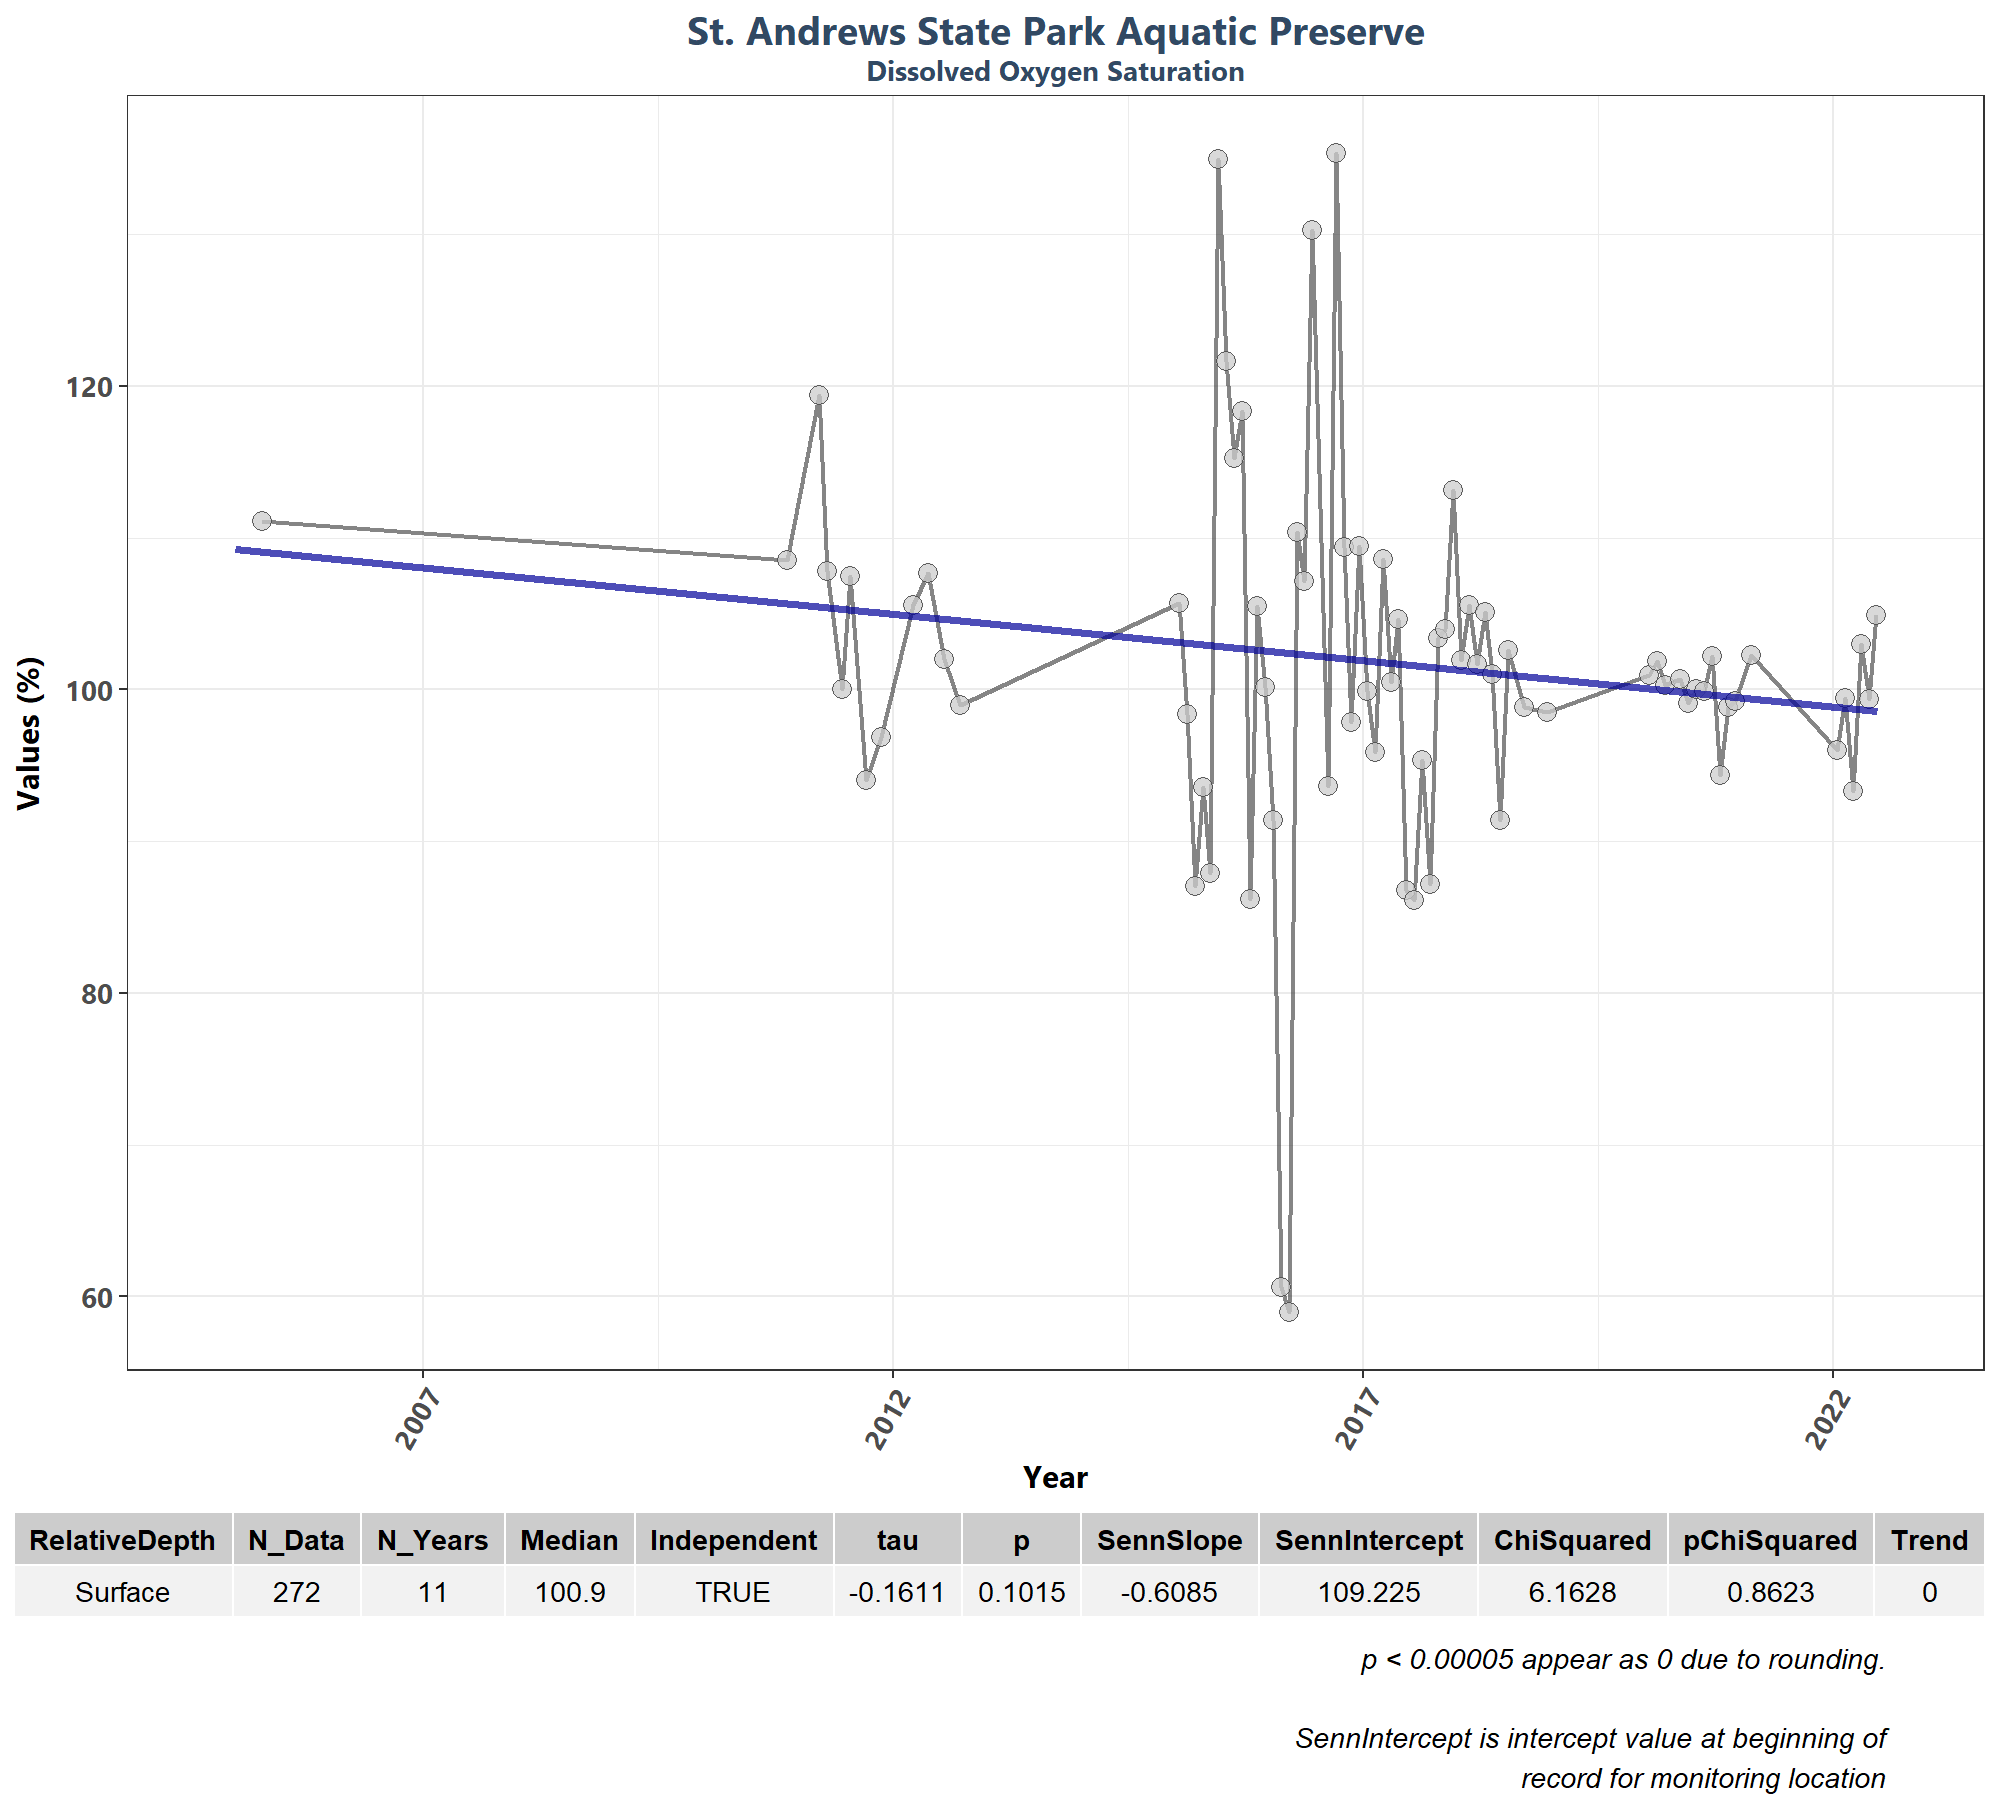 St. Andrews State Park Aquatic Preserve
Dissolved Oxygen Saturation
Values (%)
120
100
80
60
2007 2012 2017 2022
Year
RelativeDepth N_Data N_Years Median Independent tau p SennSlope SennIntercept ChiSquared pChiSquared Trend
Surface 272 11 100.9 TRUE -0.1611 0.1015 -0.6085 109.225 6.1628 0.8623 0
p < 0.00005 appear as 0 due to rounding.
SennIntercept is intercept value at beginning of
record for monitoring location